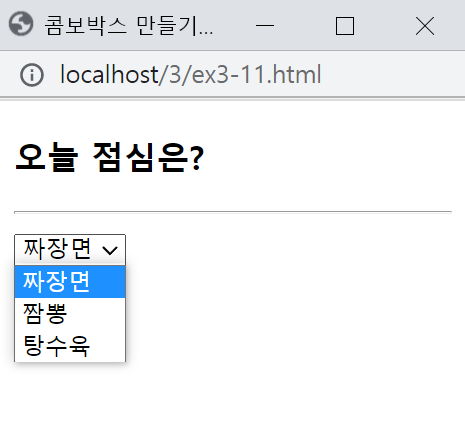 콤보박스 만들기...
localhost/3/ex3-11.html
오늘 점심은?
짜장면
짜장면
짬뽕
탕수육